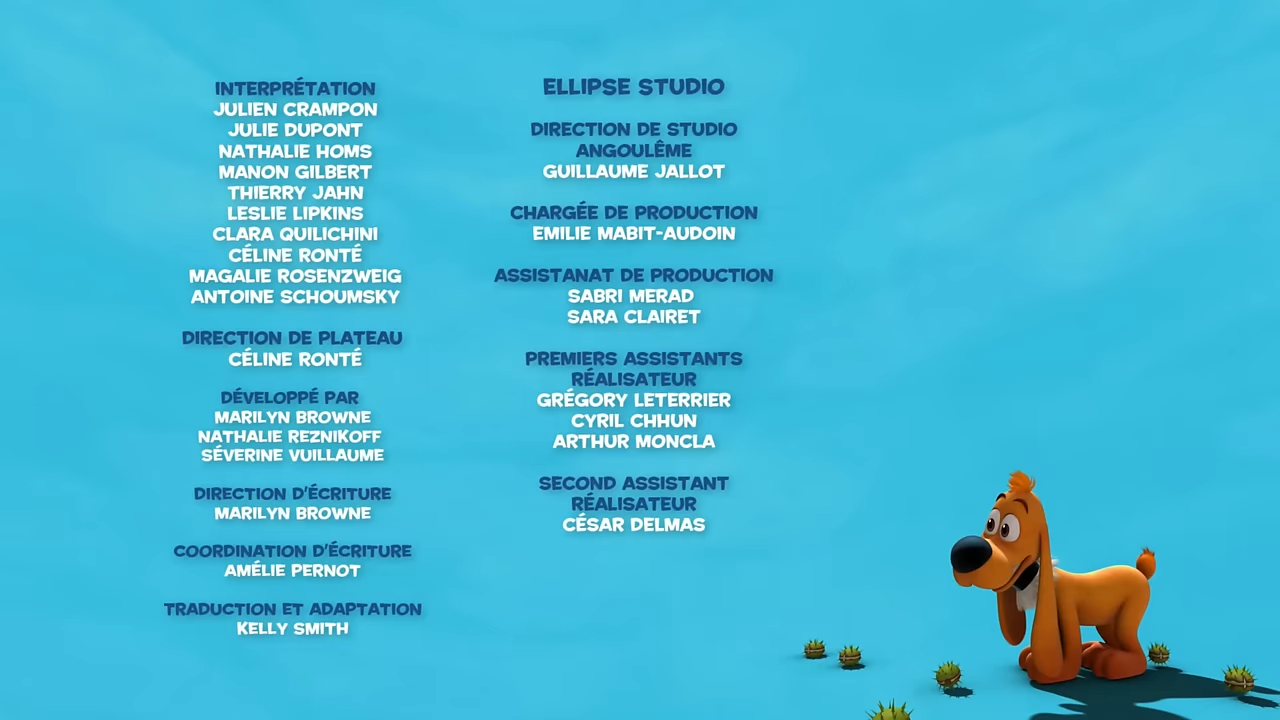 INTERPRÉTATION
JULIEN CRAMPON
JULIE DUPONT
NATHALIE HOMS
MANON GILBERT
THIERRY JAHN
LESLIE LIPKINS
CLARA QUILICHINI
CÉLINE RONTÉ
MAGALIE ROSENZWEIG
ANTOINE SCHOUMSKY
DIRECTION DE PLATEAU
CÉLINE RONTÉ
DÉVELOPPÉ PAR
MARILYN BROWNE
NATHALIE REZNIKOFF
SÉVERINE VUILLAUME
DIRECTION D'ÉCRITURE
MARILYN BROWNE
COORDINATION D'ÉCRITURE
AMÉLIE PERNOT
TRADUCTION ET ADAPTATION
KELLY SMITH
ELLIPSE STUDIO
DIRECTION DE STUDIO
ANGOULÊME
GUILLAUME JALLOT
CHARGÉE DE PRODUCTION
EMILIE MABIT-AUDOIN
ASSISTANAT DE PRODUCTION
SABRI MERAD
SARA CLAIRET
PREMIERS ASSISTANTS
RÉALISATEUR
GRÉGORY LETERRIER
CYRIL CHHUN
ARTHUR MONCLA
SECOND ASSISTANT
RÉALISATEUR
CÉSAR DELMAS